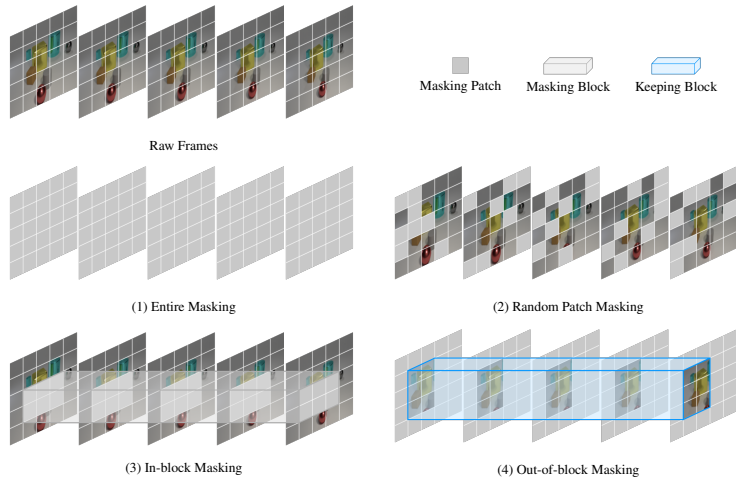 Masking Patch
Masking Block
Keeping Block
Raw Frames
(1) Entire Masking
(2) Random Patch Masking
(3) In-block Masking
(4) Out-of-block Masking